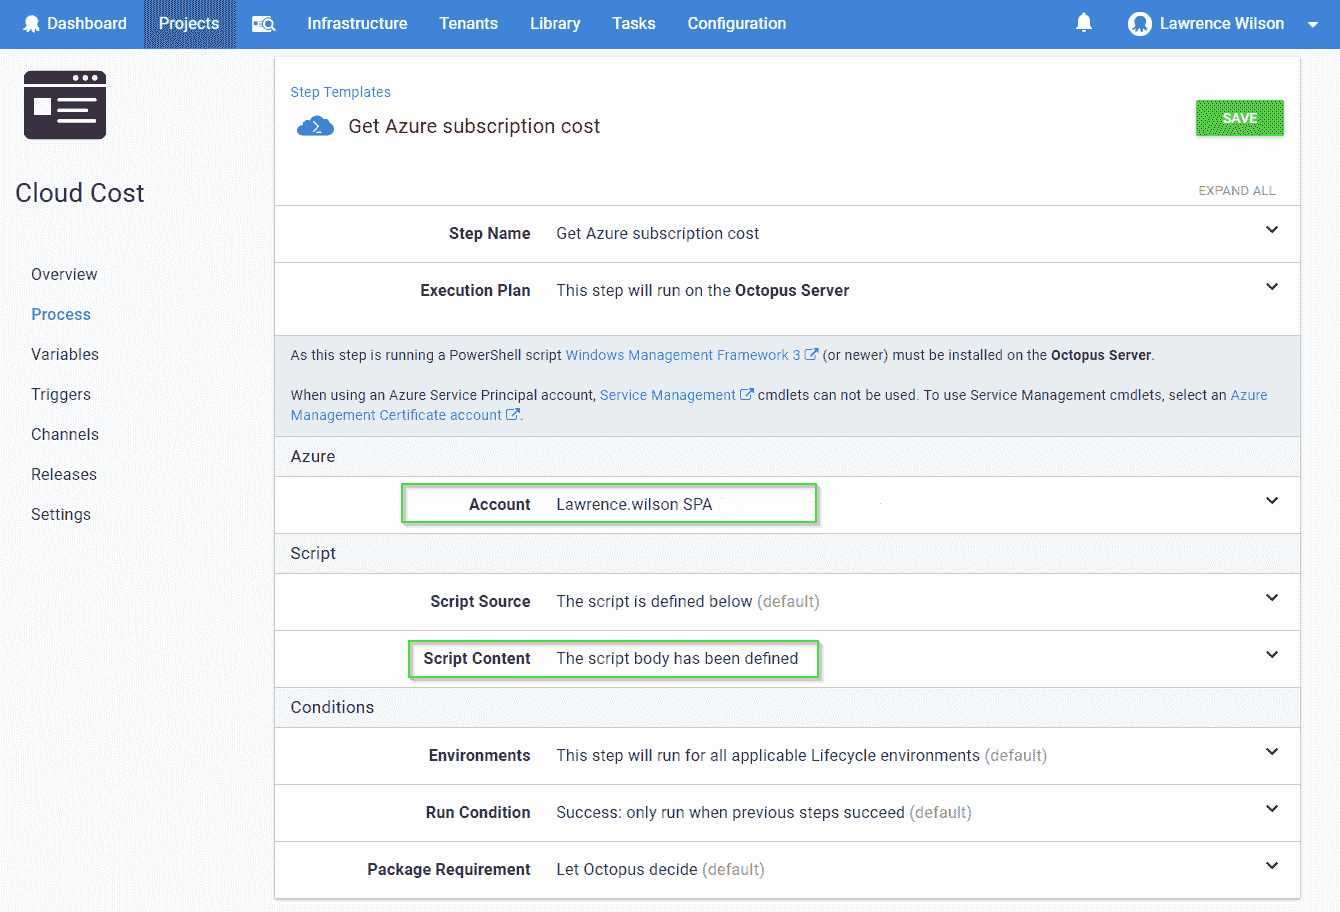 Dashboard Projects Infrastructure Tenants Library Tasks Configuration Lawrence Wilson
Cloud Cost
Overview
Process
Variables
Triggers
Channels
Releases
Settings
Step Templates
Get Azure subscription cost
SAVE
EXPAND ALL
Step Name Get Azure subscription cost
Execution Plan This step will run on the Octopus Server
As this step is running a PowerShell script Windows Management Framework 3 (or newer) must be installed on the Octopus Server.
When using an Azure Service Principal account, Service Management cmdlets can not be used. To use Service Management cmdlets, select an Azure
Management Certificate account.
Azure
Account Lawrence.wilson SPA
Script
Script Source The script is defined below (default)
Script Content The script body has been defined
Conditions
Environments This step will run for all applicable Lifecycle environments (default)
Run Condition Success: only run when previous steps succeed (default)
Package Requirement Let Octopus decide (default)